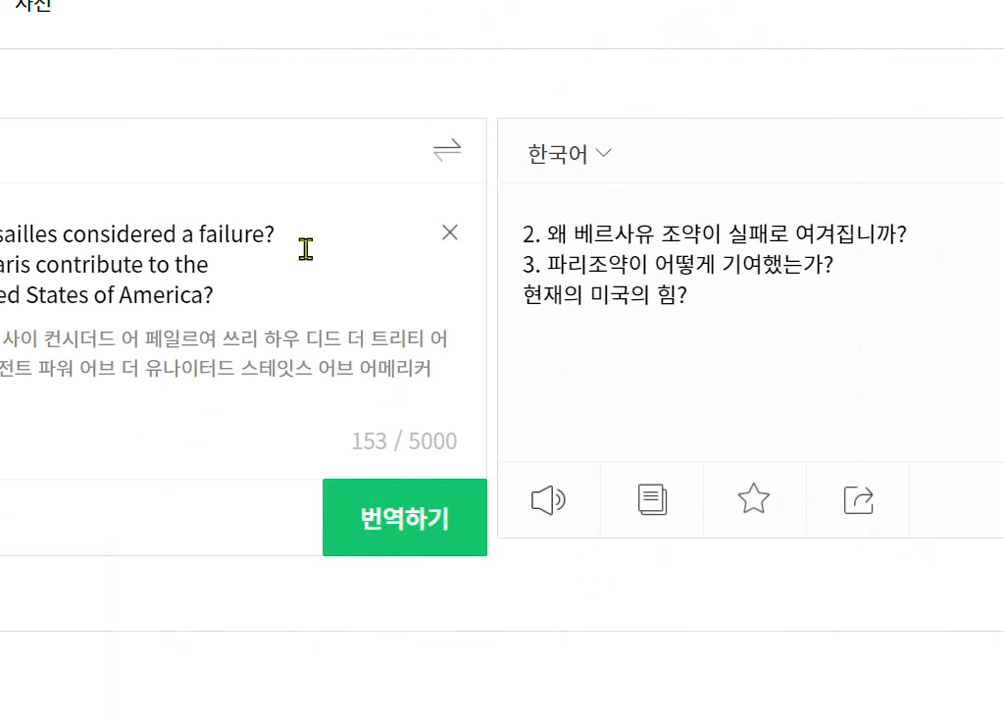 사전
한국어
sailles considered a failure?
aris contribute to the
ed States of America?
사이 컨시더드 어 페일르여 쓰리 하우 디드 더 트리티 어
전트 파워 어브 더 유나이터드 스테잇스 어브 어메리커
153 / 5000
번역하기
2. 왜 베르사유 조약이 실패로 여겨집니까?
3. 파리조약이 어떻게 기여했는가?
현재의 미국의 힘?